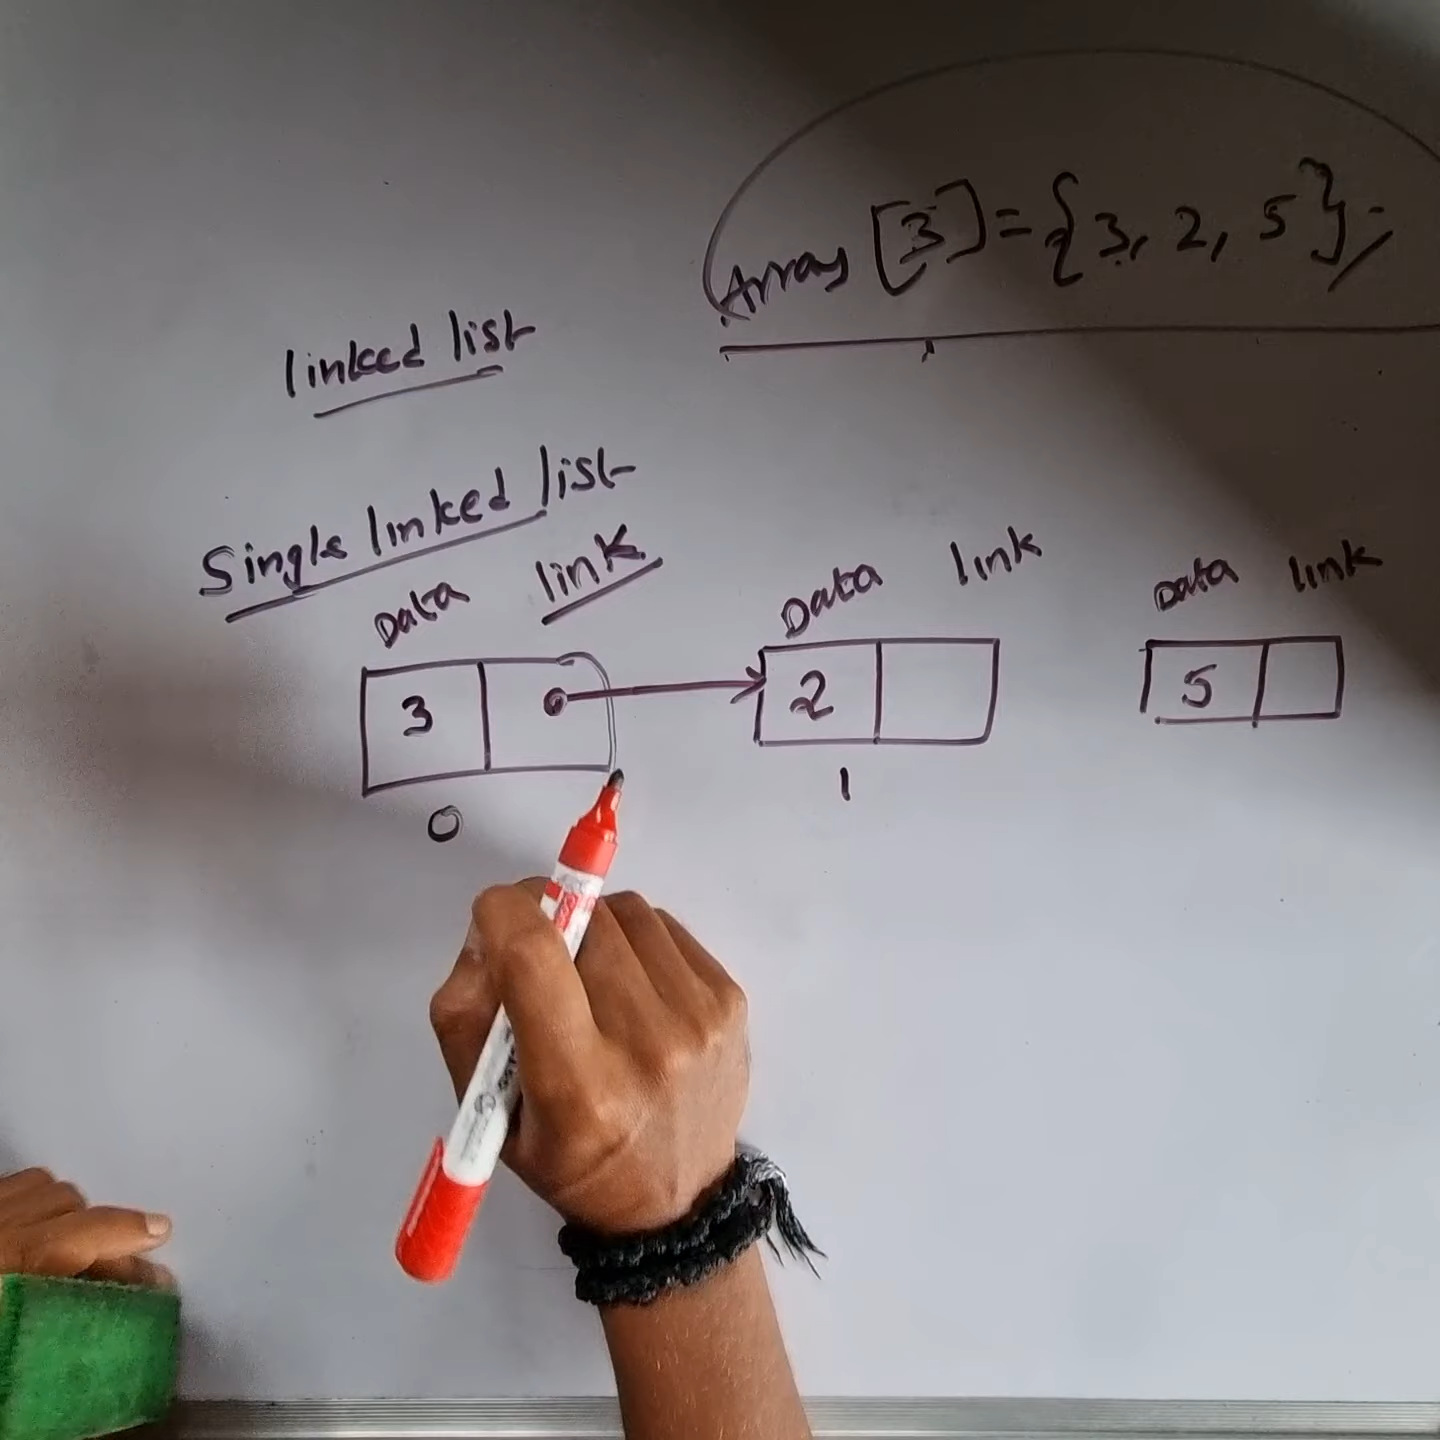 Array [3] = {3, 2, 5};
linked list
Single linked list
Data link Data link Data link
3 2 5
0 1